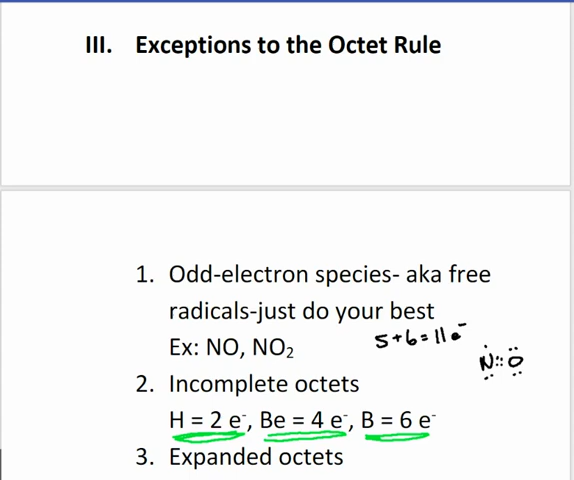 III. Exceptions to the Octet Rule
1. Odd-electron species- aka free
radicals-just do your best
5+6=11e⁻
Ex: NO, NO₂
N::O
2. Incomplete octets
H = 2 e⁻, Be = 4 e⁻, B = 6 e⁻
3. Expanded octets